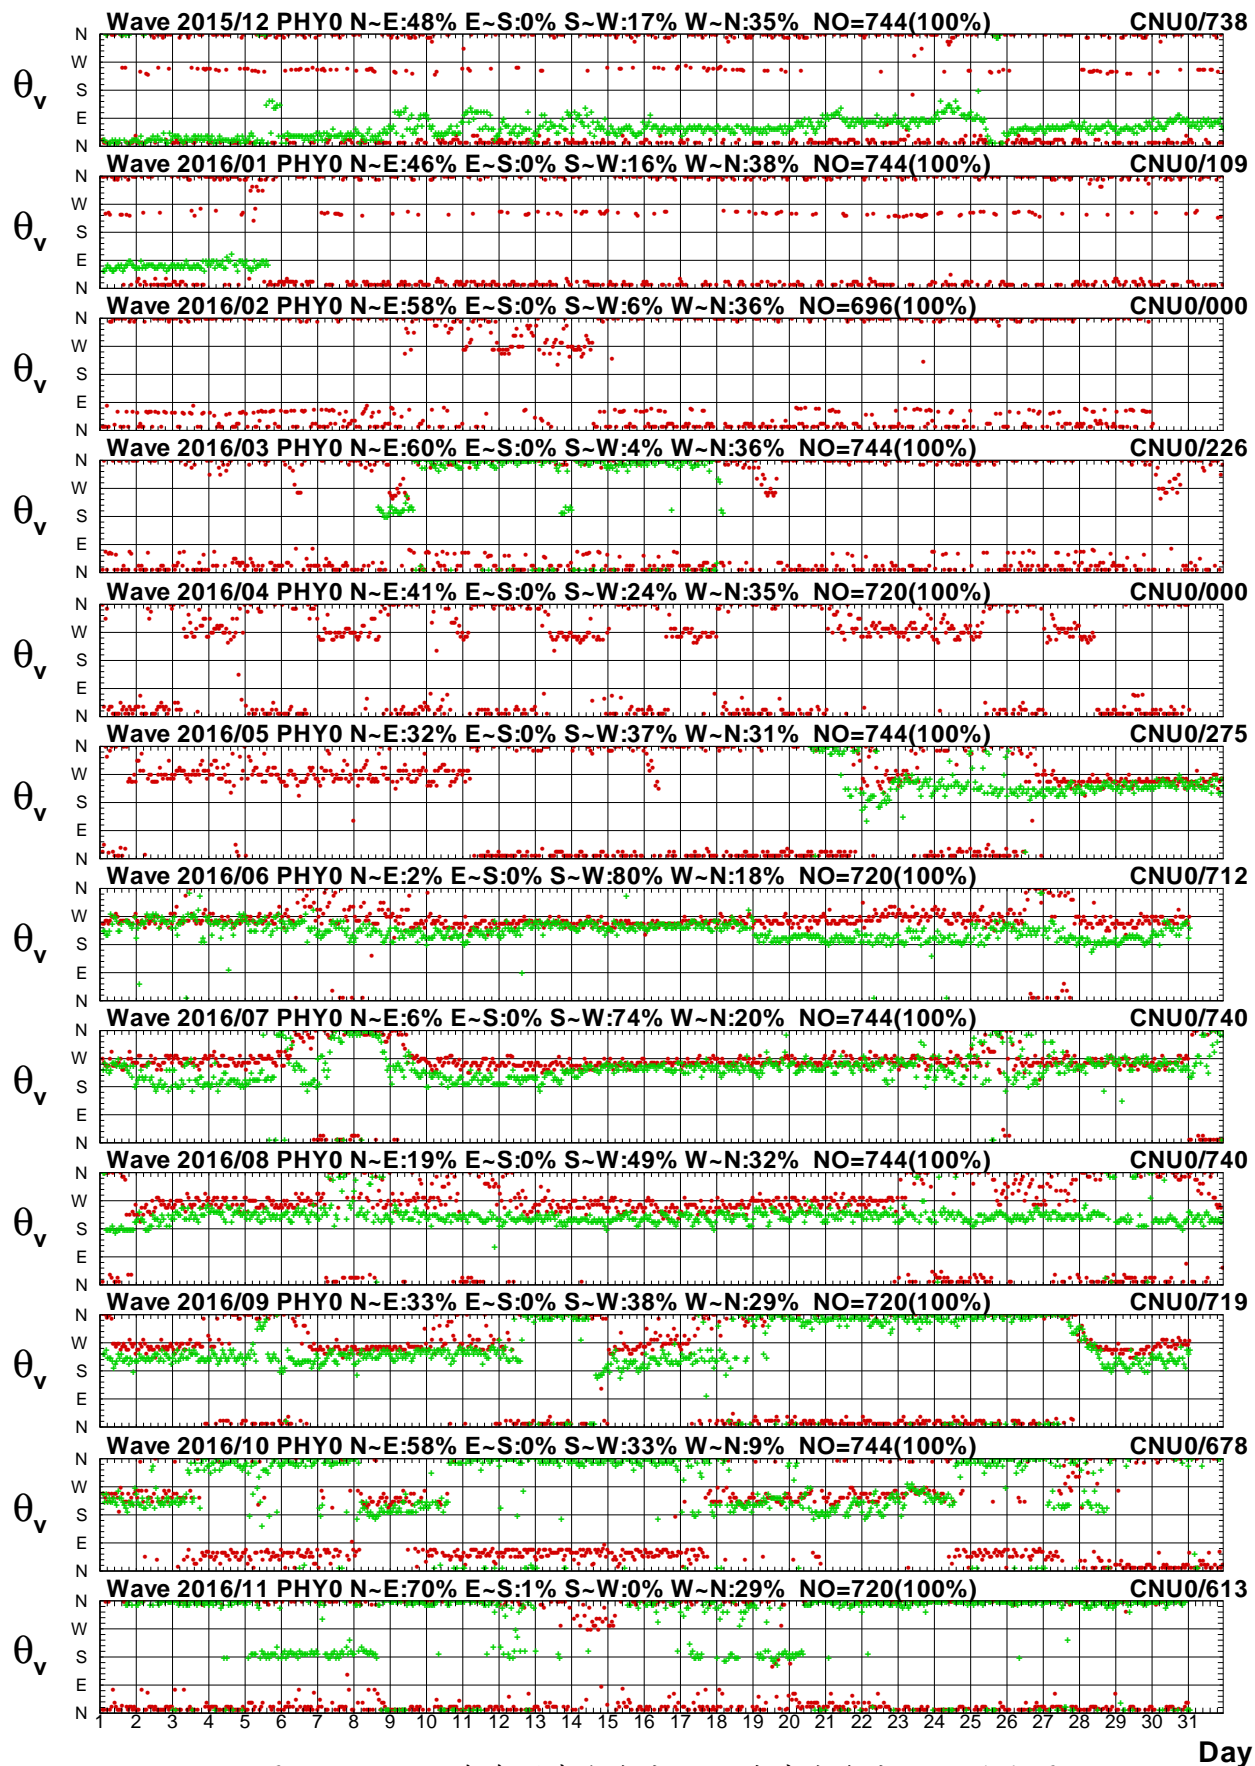 Wave 2015/12 PHY0 N~E:48% E~S:0% S~W:17% W~N:35% NO=744(100%) CNU0/738
N
W
S
E
N
θv
Wave 2016/01 PHY0 N~E:46% E~S:0% S~W:16% W~N:38% NO=744(100%) CNU0/109
N
W
S
E
N
θv
Wave 2016/02 PHY0 N~E:58% E~S:0% S~W:6% W~N:36% NO=696(100%) CNU0/000
N
W
S
E
N
θv
Wave 2016/03 PHY0 N~E:60% E~S:0% S~W:4% W~N:36% NO=744(100%) CNU0/226
N
W
S
E
N
θv
Wave 2016/04 PHY0 N~E:41% E~S:0% S~W:24% W~N:35% NO=720(100%) CNU0/000
N
W
S
E
N
θv
Wave 2016/05 PHY0 N~E:32% E~S:0% S~W:37% W~N:31% NO=744(100%) CNU0/275
N
W
S
E
N
θv
Wave 2016/06 PHY0 N~E:2% E~S:0% S~W:80% W~N:18% NO=720(100%) CNU0/712
N
W
S
E
N
θv
Wave 2016/07 PHY0 N~E:6% E~S:0% S~W:74% W~N:20% NO=744(100%) CNU0/740
N
W
S
E
N
θv
Wave 2016/08 PHY0 N~E:19% E~S:0% S~W:49% W~N:32% NO=744(100%) CNU0/740
N
W
S
E
N
θv
Wave 2016/09 PHY0 N~E:33% E~S:0% S~W:38% W~N:29% NO=720(100%) CNU0/719
N
W
S
E
N
θv
Wave 2016/10 PHY0 N~E:58% E~S:0% S~W:33% W~N:9% NO=744(100%) CNU0/678
N
W
S
E
N
θv
Wave 2016/11 PHY0 N~E:70% E~S:1% S~W:0% W~N:29% NO=720(100%) CNU0/613
N
W
S
E
N
θv
1 2 3 4 5 6 7 8 9 10 11 12 13 14 15 16 17 18 19 20 21 22 23 24 25 26 27 28 29 30 31
Day